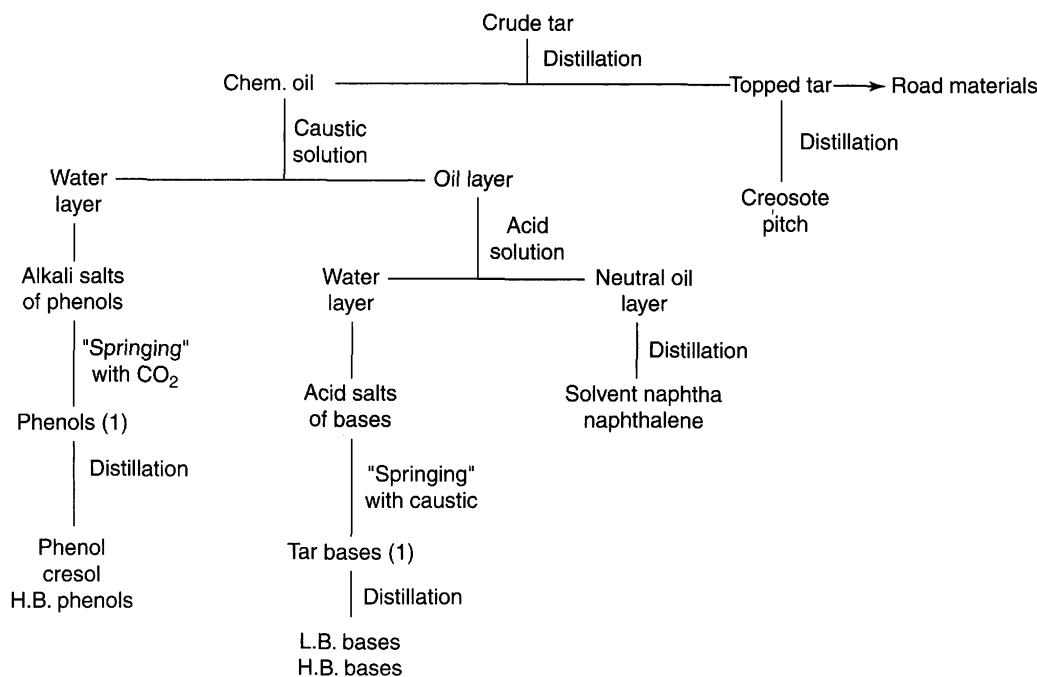 Crude tar
Distillation
Chem. oil
Topped tar
Road materials
Caustic
solution
Distillation
Water
layer
Oil layer
Creosote
pitch
Acid
solution
Alkali salts
of phenols
Water
layer
Neutral oil
layer
"Springing"
with CO2
Distillation
Acid salts
of bases
Solvent naphtha
naphthalene
Phenols (1)
Distillation
"Springing"
with caustic
Phenol
cresol
H.B. phenols
Tar bases (1)
Distillation
L.B. bases
H.B. bases